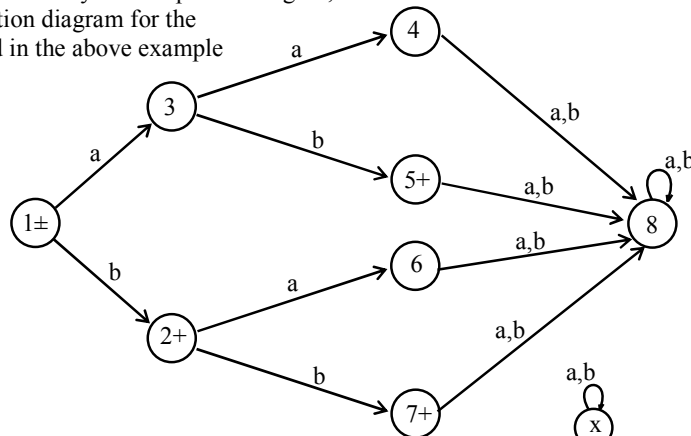 tion diagram for the
in the above example
4
a
3
a,b
b
a
a,b
5+
a,b
1±
8
a,b
6
b
a
2+
a,b
b
a,b
7+
x